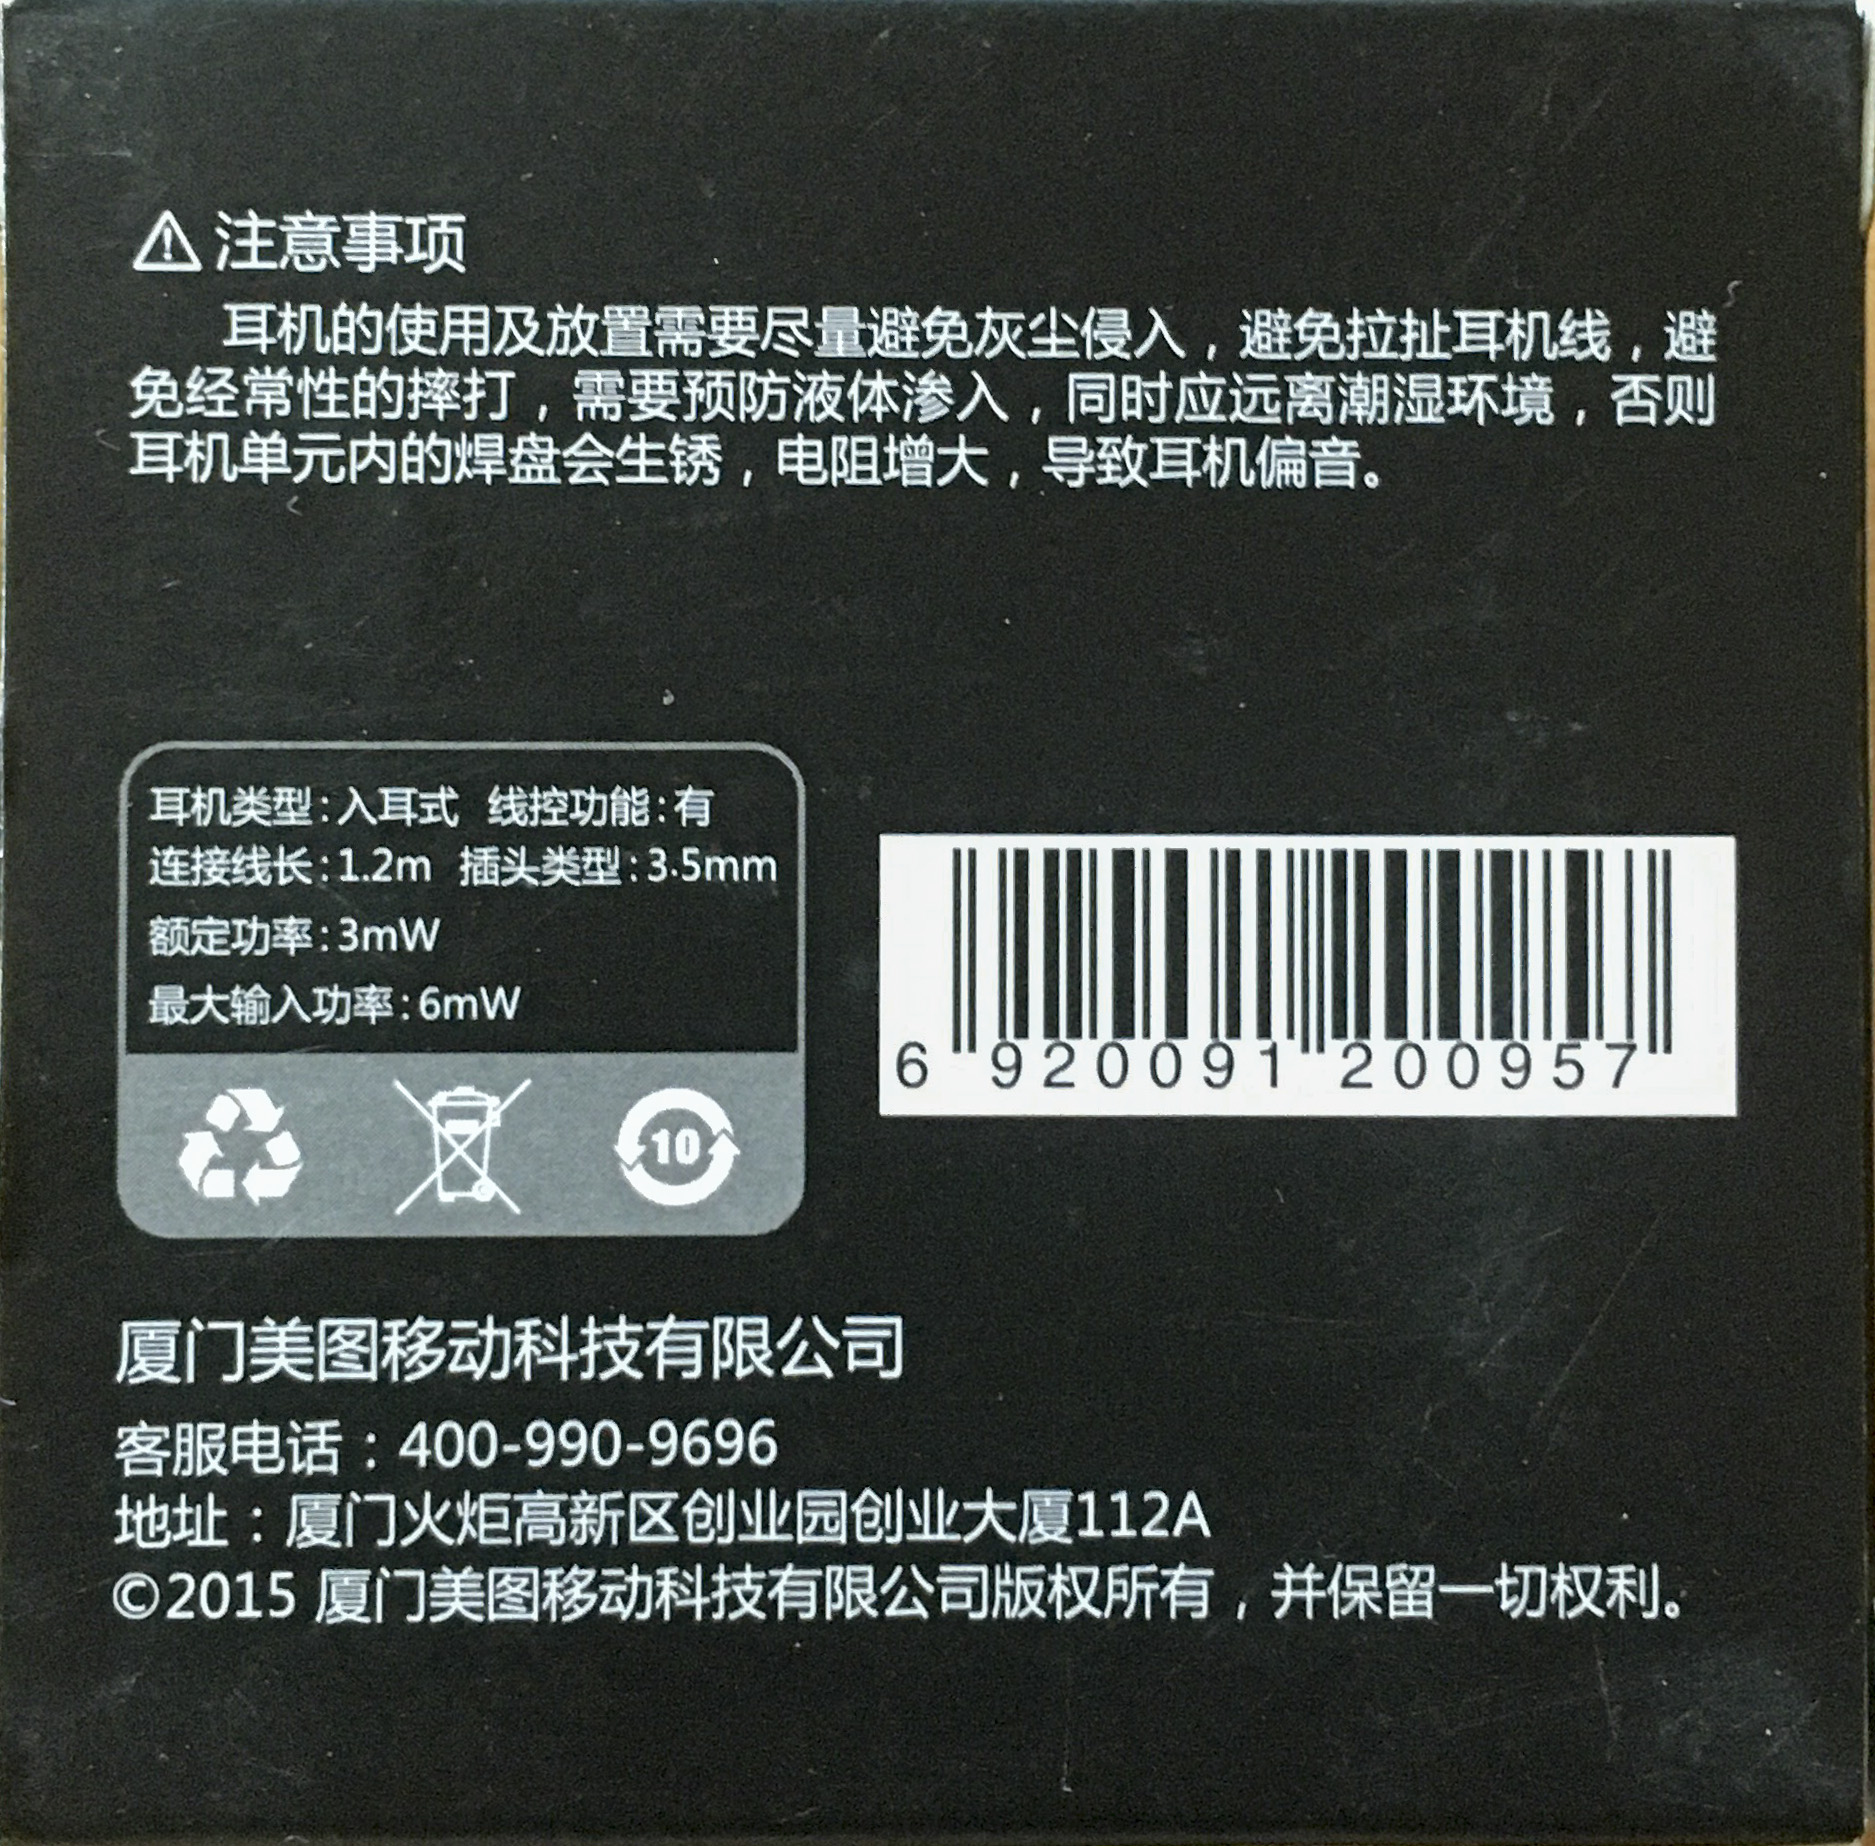 注意事项
耳机的使用及放置需要尽量避免灰尘侵入，避免拉扯耳机线，避
免经常性的摔打，需要预防液体渗入，同时应远离潮湿环境，否则
耳机单元内的焊盘会生锈，电阻增大，导致耳机偏音。
耳机类型:入耳式 线控功能:有
连接线长:1.2m 插头类型:3.5mm
额定功率:3mW
最大输入功率:6mW
10
6 920091 200957
厦门美图移动科技有限公司
客服电话：400-990-9696
地址：厦门火炬高新区创业园创业大厦112A
©2015 厦门美图移动科技有限公司版权所有，并保留一切权利。